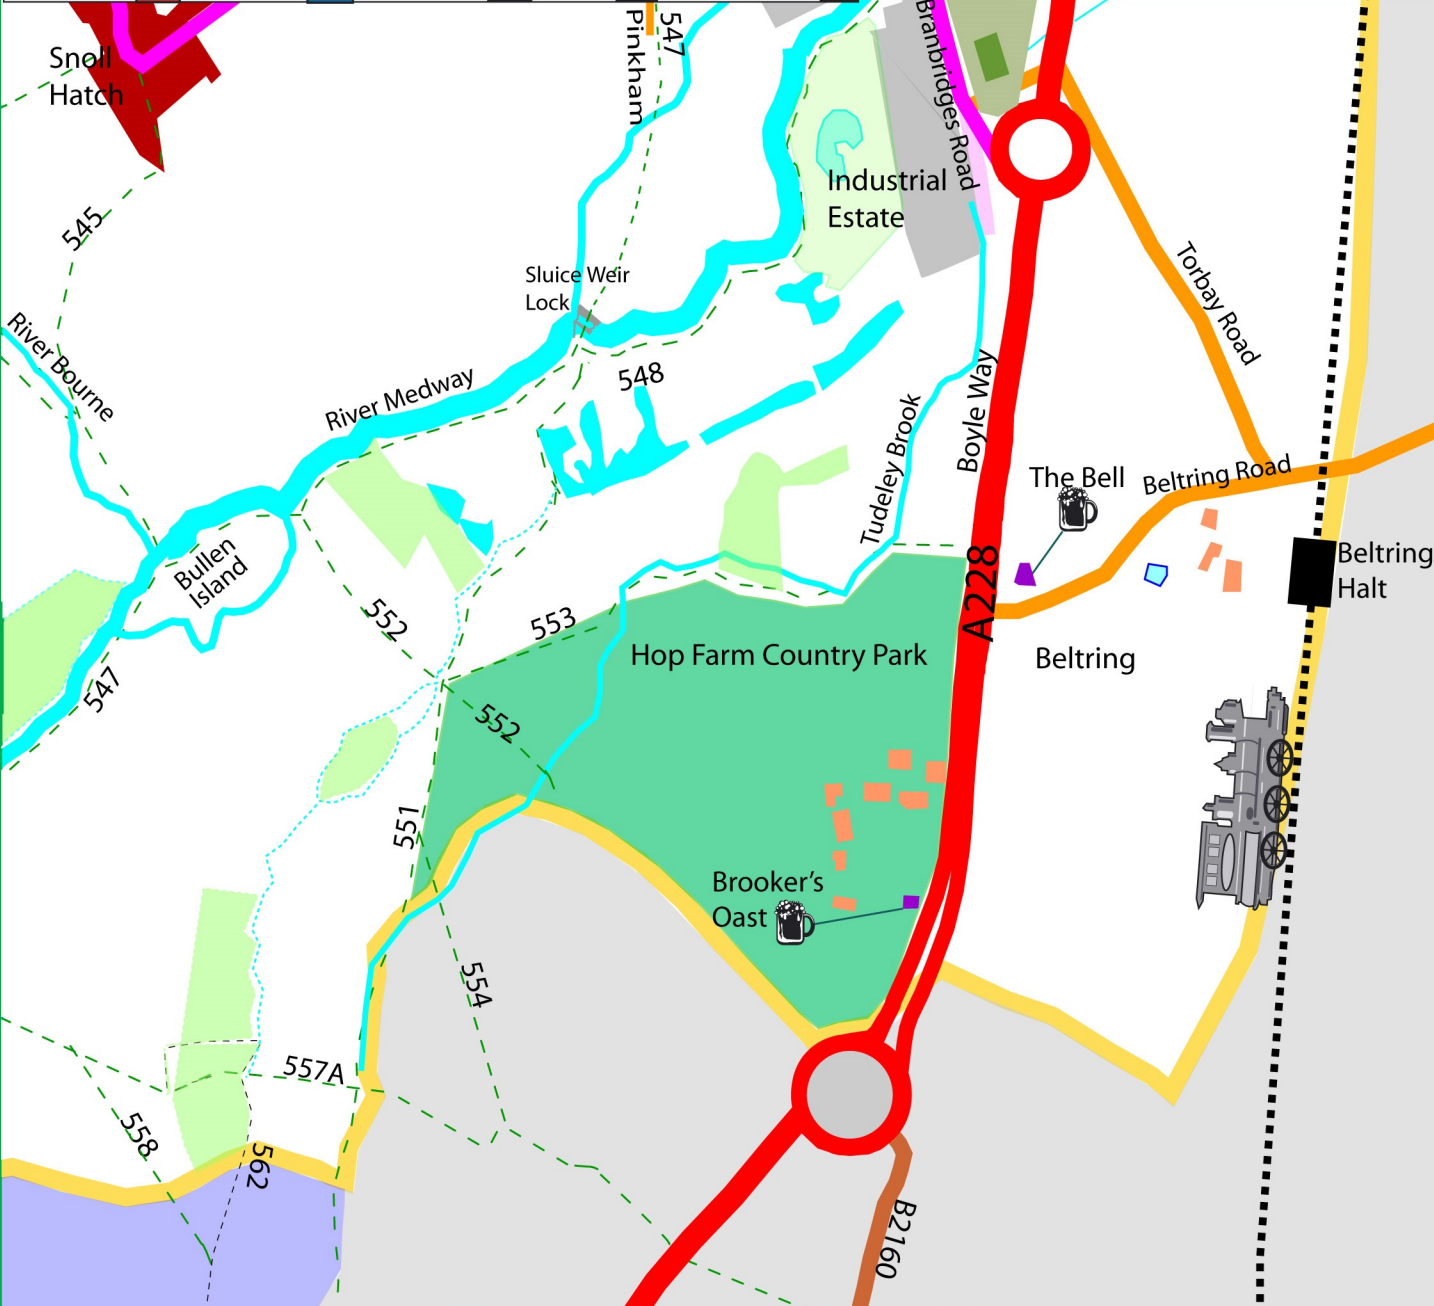 Snoll
Hatch
Pinkham
547
Branbridges Road
Industrial
Estate
545
Sluice Weir
Lock
Torbay Road
River Bourne
River Medway
548
Boyle Way
Tudeley Brook
The Bell
Beltring Road
Bullen
Island
Beltring
Halt
A228
552
553
Hop Farm Country Park
Beltring
547
552
551
Brooker’s
Oast
554
557A
558
562
B2160